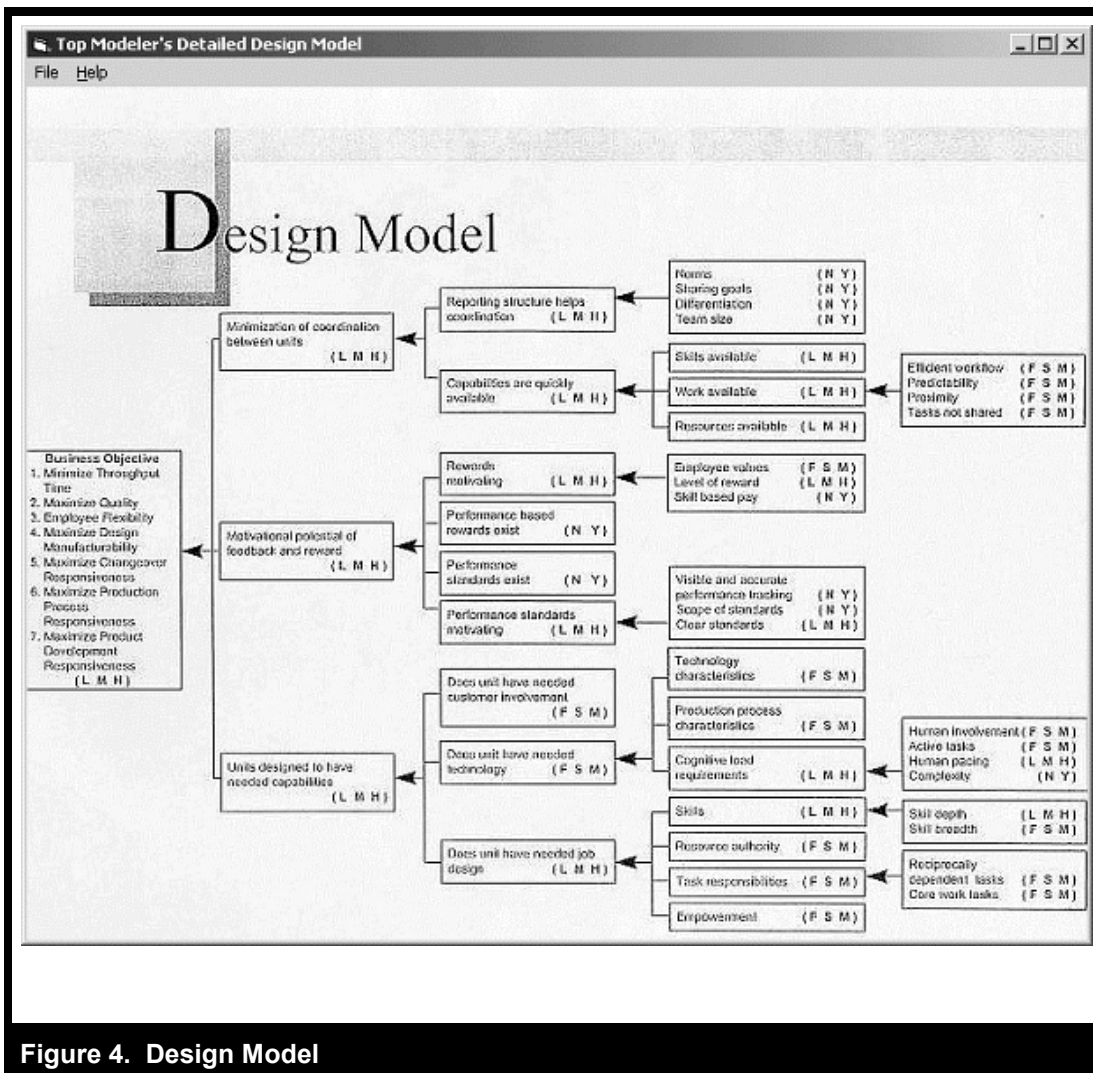 Top Modeler's Detailed Design Model
File Help
Design Model
Business Objective
1. Minimize Throughput
Time
2. Maximize Quality
3. Employee Flexibility
4. Maximize Design
Manufacturability
5. Maximize Changeover
Responsiveness
6. Maximize Production
Process
Responsiveness
7. Maximize Product
Development
Responsiveness
(L M H)
Minimization of coordination
between units
(L M H)
Motivational potential of
feedback and reward
(L M H)
Units designed to have
needed capabilities
(L M H)
Reporting structure helps
coordination (L M H)
Capabilities are quickly
available (L M H)
Rewards
motivating (L M H)
Performance based
rewards exist (N Y)
Performance
standards exist (N Y)
Performance standards
motivating (L M H)
Does unit have needed
customer involvement
(F S M)
Does unit have needed
technology (F S M)
Does unit have needed job
design (L M H)
Norms (N Y)
Sharing goals (N Y)
Differentiation (N Y)
Team size (N Y)
Skills available (L M H)
Work available (L M H)
Resources available (L M H)
Employee values (F S M)
Level of reward (L M H)
Skill based pay (N Y)
Visible and accurate
performance tracking (N Y)
Scope of standards (N Y)
Clear standards (L M H)
Technology
characteristics (F S M)
Production process
characteristics (F S M)
Cognitive load
requirements (L M H)
Skills (L M H)
Resource authority (F S M)
Task responsibilities (F S M)
Empowerment (F S M)
Efficient workflow (F S M)
Predictability (F S M)
Proximity (F S M)
Tasks not shared (F S M)
Human involvement (F S M)
Active tasks (F S M)
Human pacing (L M H)
Complexity (N Y)
Skill depth (L M H)
Skill breadth (F S M)
Reciprocally
dependent tasks (F S M)
Core work tasks (F S M)
Figure 4. Design Model